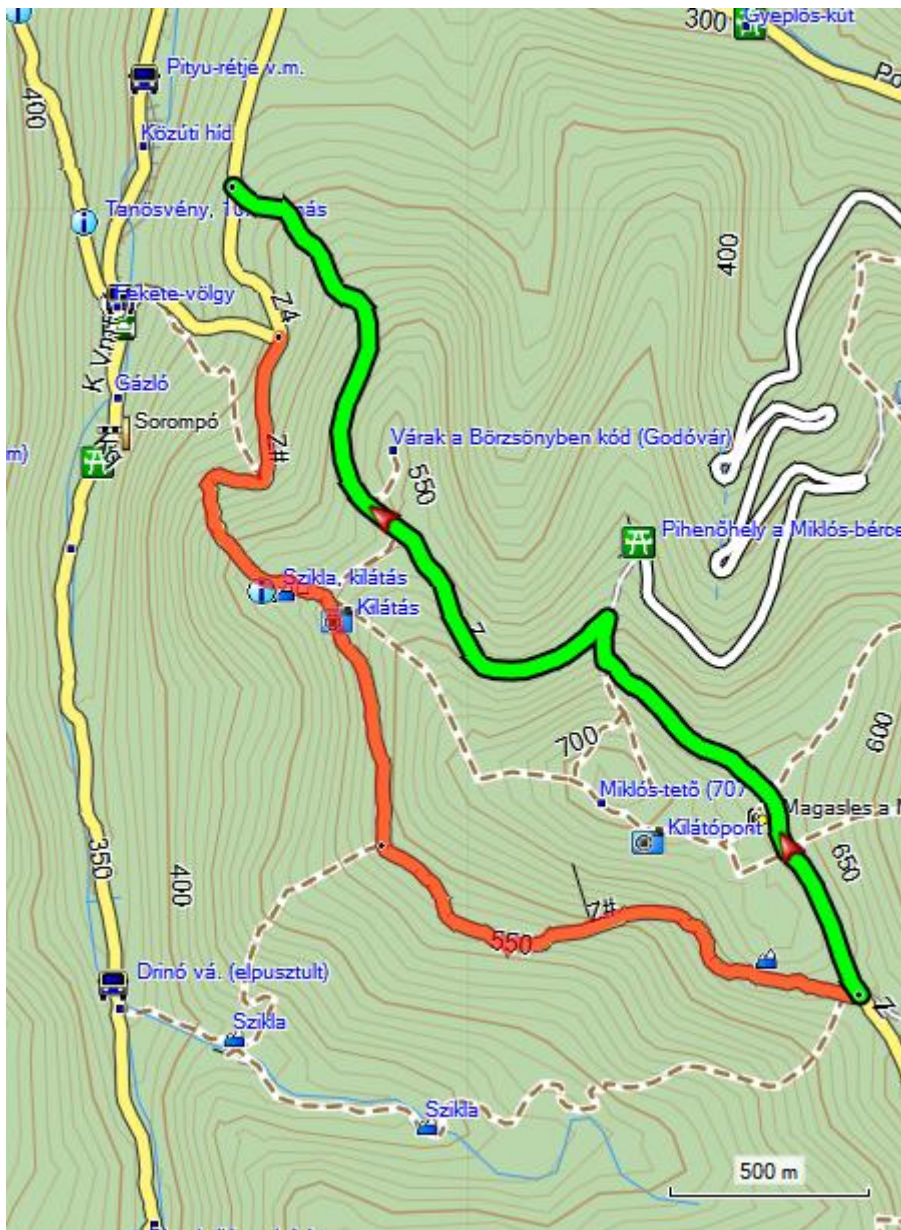 300
Gyeplős-kút
Pityu-rétje v.m.
400
Közúti híd
Tanösvény,
400
Fekete-völgy
Z4
K
Gázló
Sorompó
Z#
Várak a Börzsönyben kód (Godóvár)
m)
550
Pihenőhely a Miklós-bérce
Szikla, kilátás
Kilátás
Z
600
700
Miklós-tető (707
Magasles a M
Kilátópont
350
650
400
Z#
550
Drinó vá. (elpusztult)
Z
Szikla
Szikla
500 m